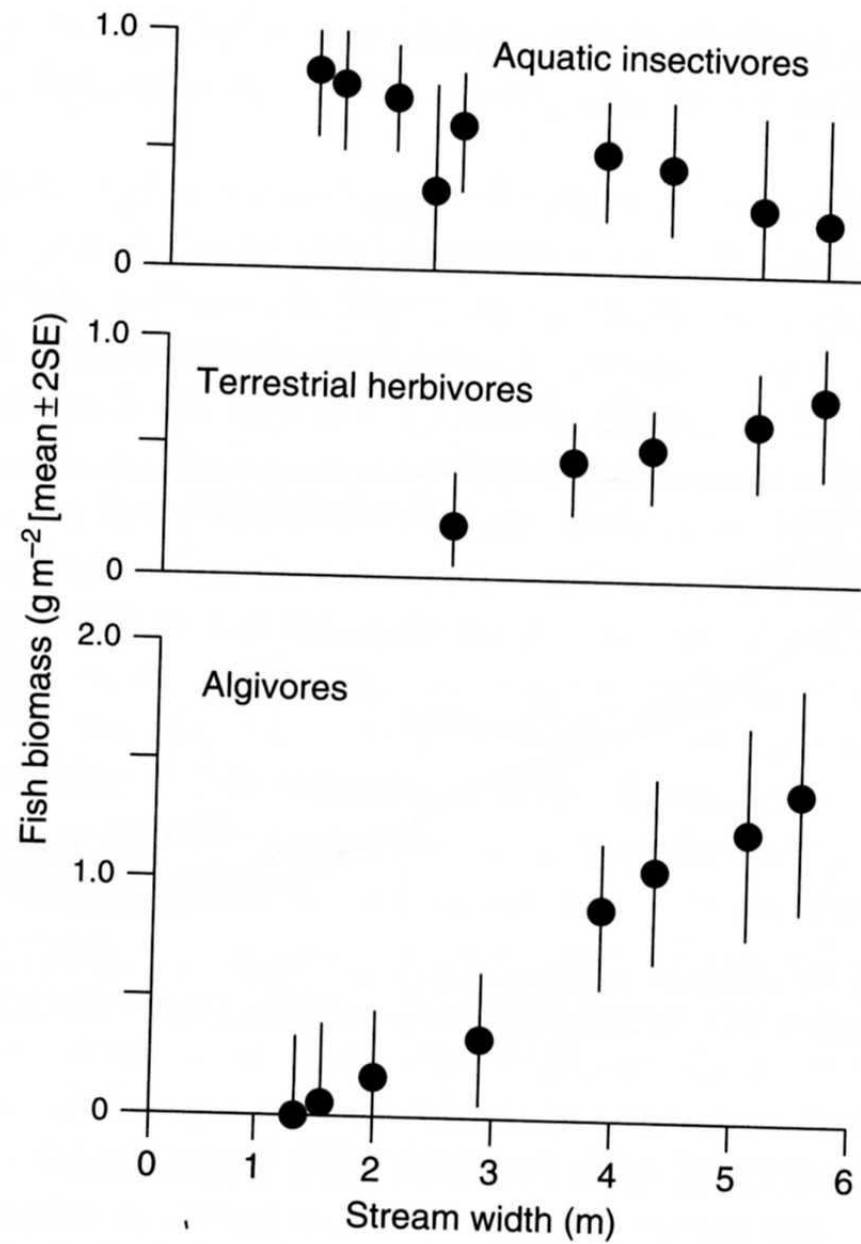 1.0
Aquatic insectivores
0
1.0
Terrestrial herbivores
0
2.0
Algivores
1.0
0
0 1 2 3 4 5 6
Stream width (m)
Fish biomass (g m⁻² [mean ± 2SE)